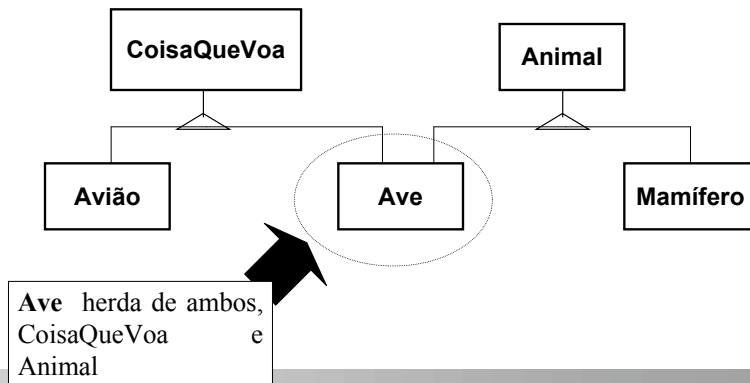 CoisaQueVoa
Animal
Avião
Ave
Mamífero
Ave herda de ambos,
CoisaQueVoa e
Animal